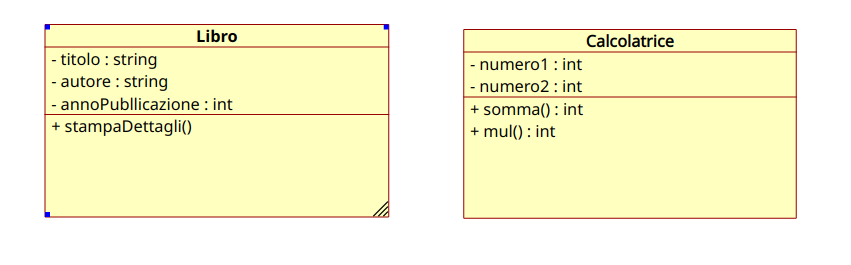 Libro
- titolo : string
- autore : string
- annoPubllicazione : int
+ stampaDettagli()
Calcolatrice
- numero1 : int
- numero2 : int
+ somma() : int
+ mul() : int